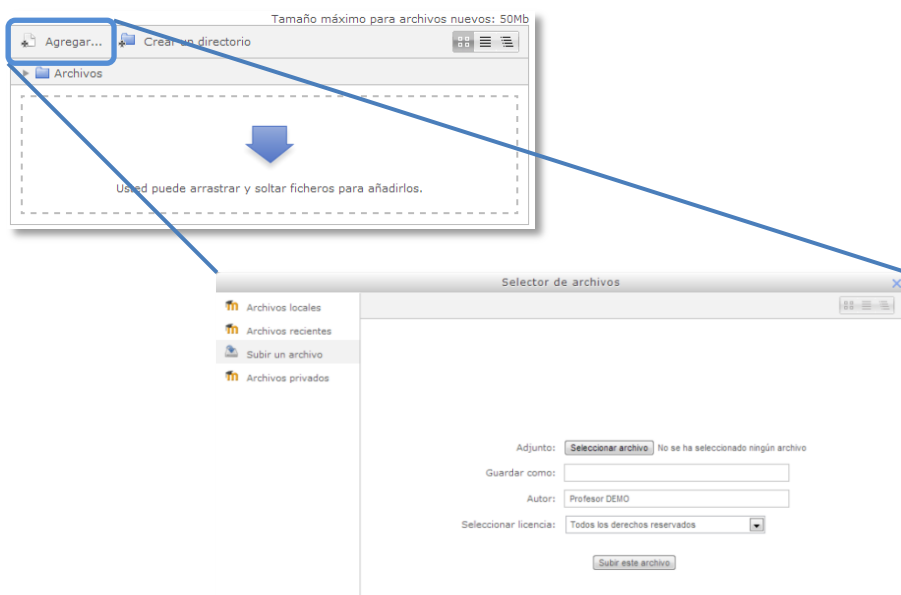 Tamaño máximo para archivos nuevos: 50Mb
Agregar... Crear un directorio
Archivos
Usted puede arrastrar y soltar ficheros para añadirlos.
Selector de archivos
Archivos locales
Archivos recientes
Subir un archivo
Archivos privados
Adjunto: Seleccionar archivo No se ha seleccionado ningún archivo
Guardar como:
Autor: Profesor DEMO
Seleccionar licencia: Todos los derechos reservados
Subir este archivo